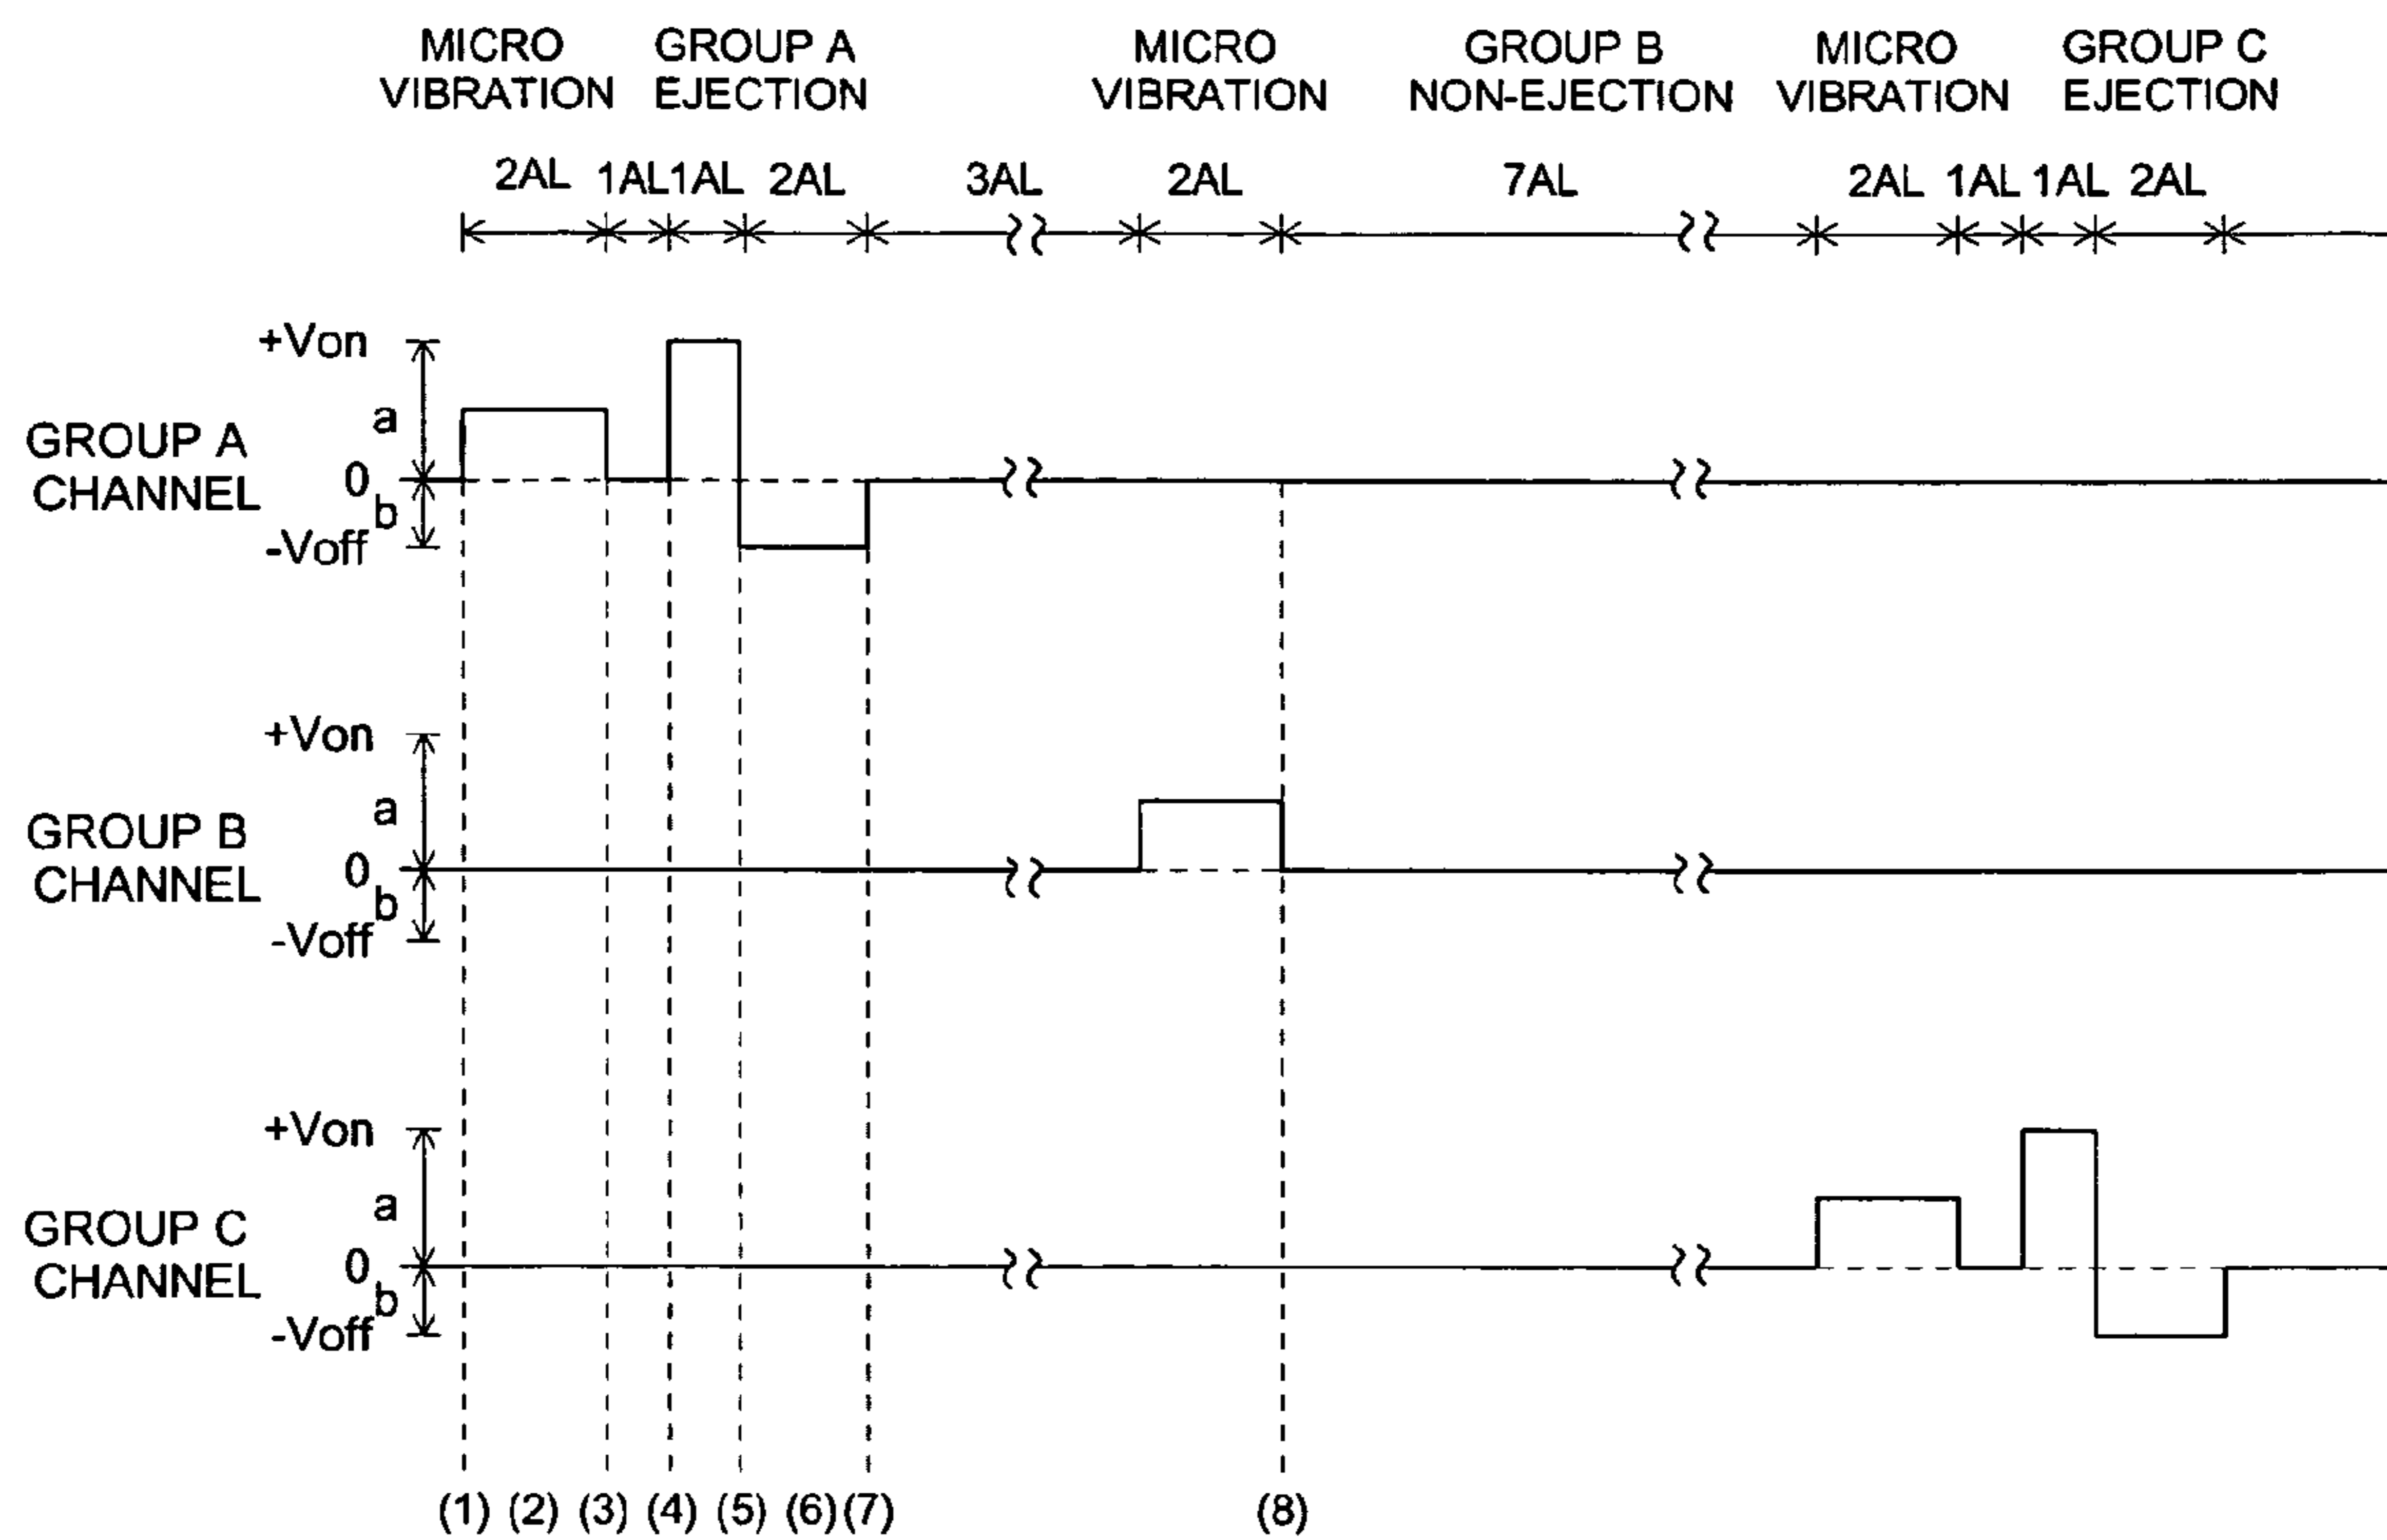 MICRO VIBRATION
GROUP A EJECTION
MICRO VIBRATION
GROUP B NON-EJECTION
MICRO VIBRATION
GROUP C EJECTION
2AL 1AL 1AL 2AL 3AL 2AL 7AL 2AL 1AL 1AL 2AL
+Von
a
GROUP A CHANNEL
0
b
-Voff
+Von
a
GROUP B CHANNEL
0
b
-Voff
+Von
a
GROUP C CHANNEL
0
b
-Voff
(1) (2) (3) (4) (5) (6) (7) (8)